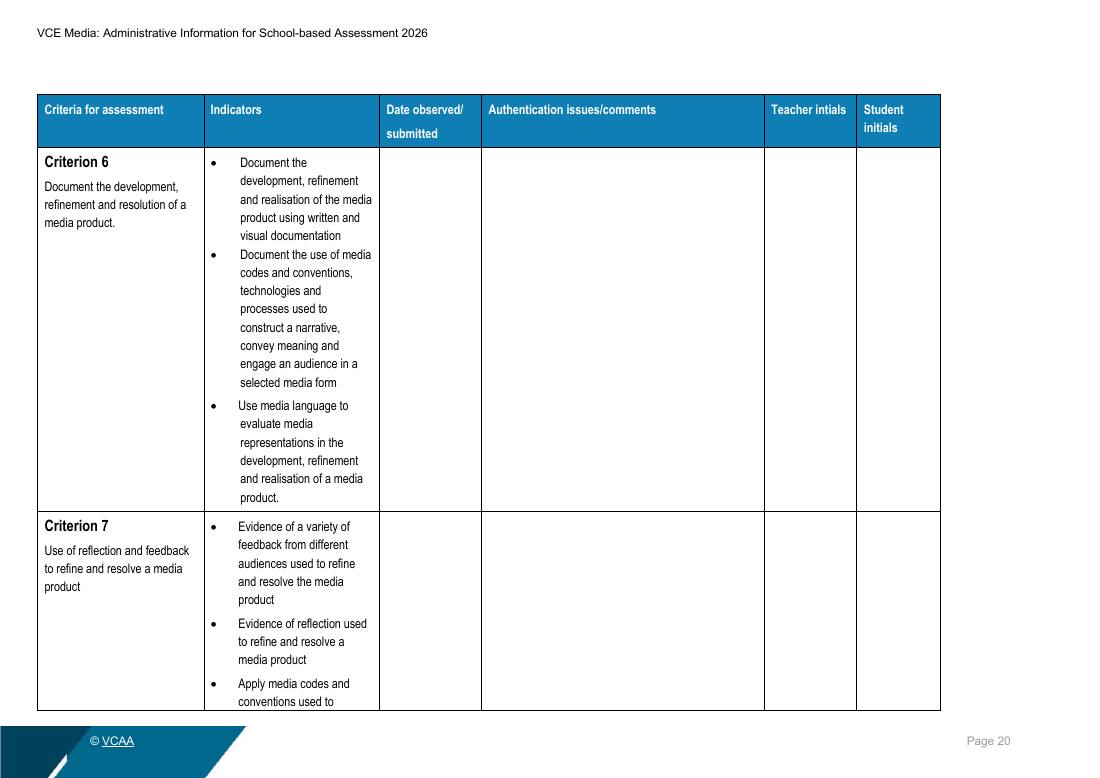 VCE Media: Administrative Information for School-based Assessment 2026
Criteria for assessment
Indicators
Date observed/
submitted
Authentication issues/comments
Teacher intials
Student
initials
Criterion 6
Document the development,
refinement and resolution of a
media product.
• Document the
development, refinement
and realisation of the media
product using written and
visual documentation
• Document the use of media
codes and conventions,
technologies and
processes used to
construct a narrative,
convey meaning and
engage an audience in a
selected media form
• Use media language to
evaluate media
representations in the
development, refinement
and realisation of a media
product.
Criterion 7
Use of reflection and feedback
to refine and resolve a media
product
• Evidence of a variety of
feedback from different
audiences used to refine
and resolve the media
product
• Evidence of reflection used
to refine and resolve a
media product
• Apply media codes and
conventions used to
© VCAA
Page 20